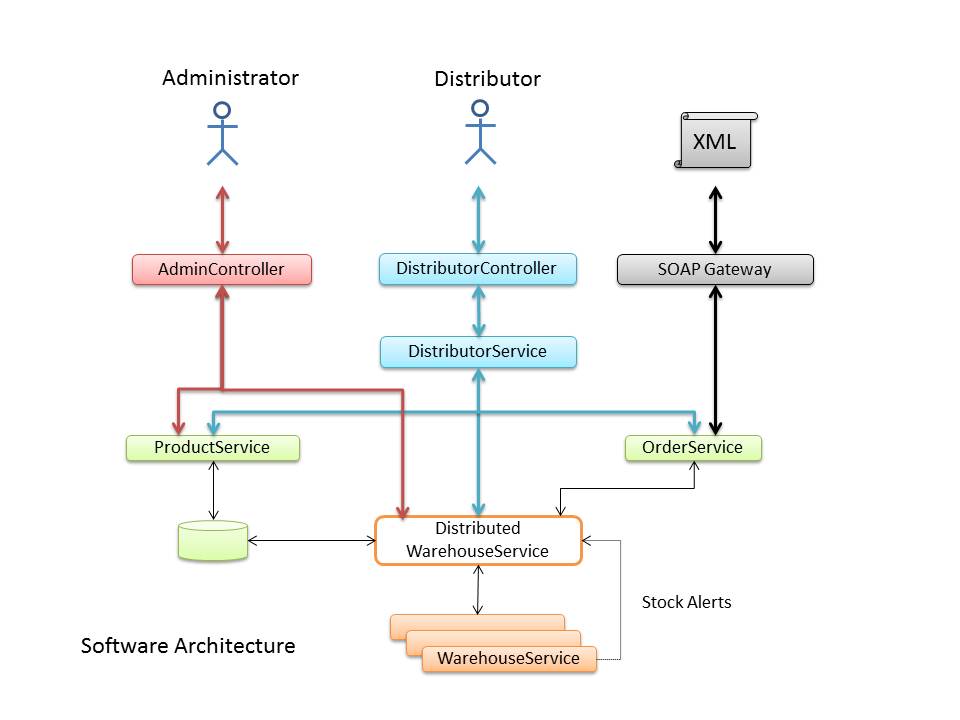 Administrator
Distributor
XML
AdminController
DistributorController
SOAP Gateway
DistributorService
ProductService
OrderService
Distributed
WarehouseService
Stock Alerts
Software Architecture
WarehouseService